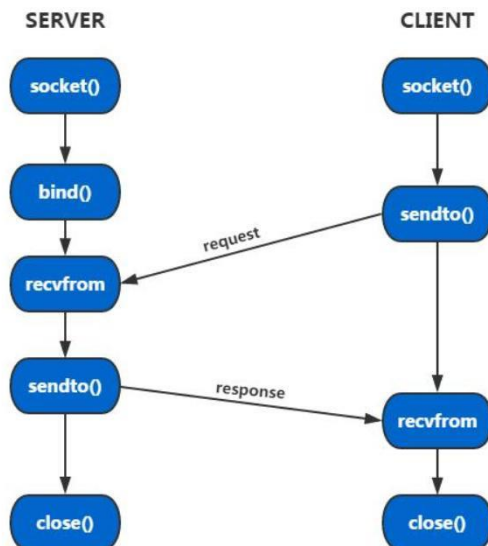 SERVER
CLIENT
socket()
socket()
bind()
sendto()
request
recvfrom
sendto()
response
recvfrom
close()
close()